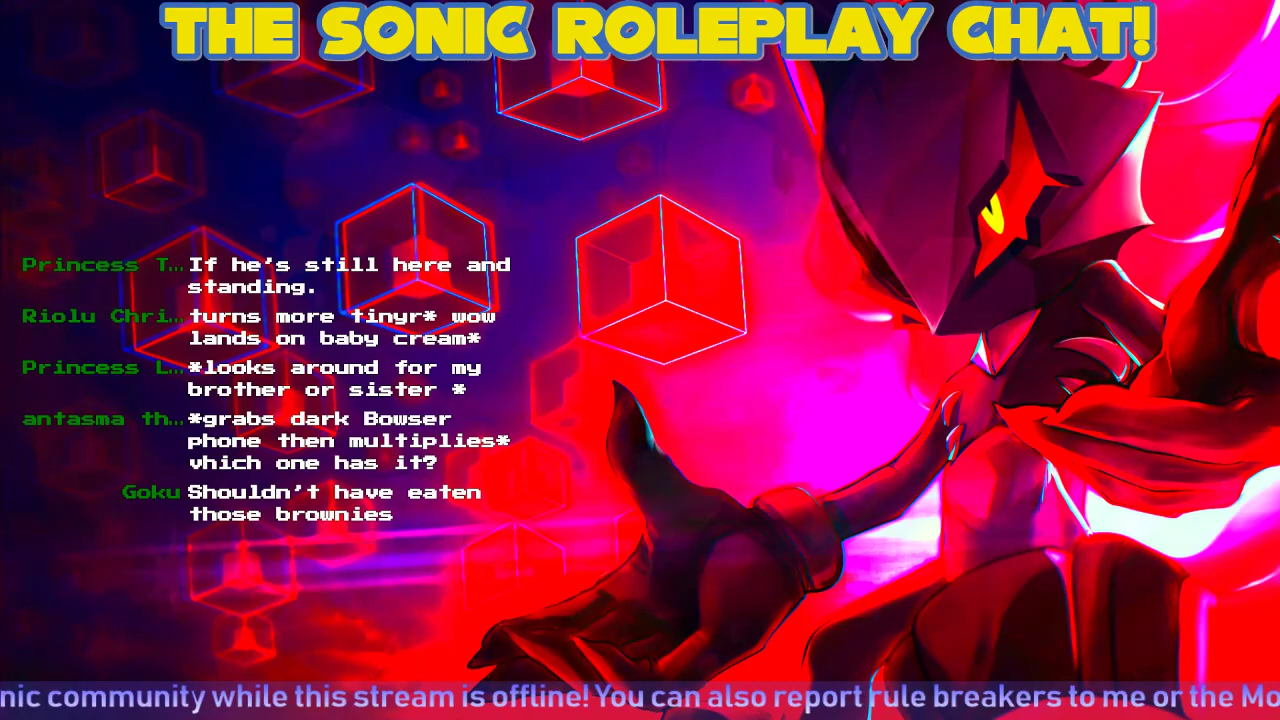 THE SONIC ROLEPLAY CHAT!
Princess T... If he's still here and
standing.
Riolu Chri... turns more tinyr* wow
lands on baby cream*
Princess L... *looks around for my
brother or sister *
antasma th... *grabs dark Bowser
phone then multiplies*
which one has it?
Goku Shouldn't have eaten
those brownies
nic community while this stream is offline! You can also report rule breakers to me or the Mo